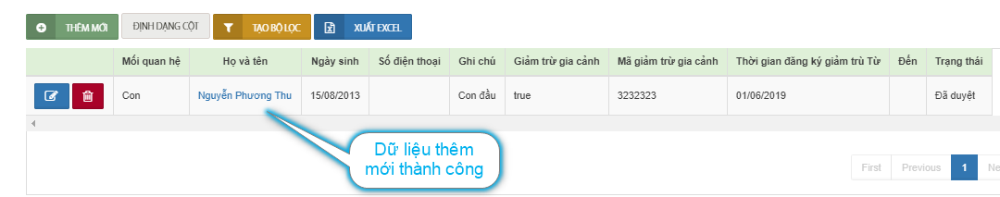 THÊM MỚI ĐỊNH DẠNG CỘT TẠO BỘ LỌC XUẤT EXCEL
Mối quan hệ Họ và tên Ngày sinh Số điện thoại Ghi chú Giảm trừ gia cảnh Mã giảm trừ gia cảnh Thời gian đăng ký giảm trù Từ Đến Trạng thái
Con Nguyễn Phương Thu 15/08/2013 Con đầu true 3232323 01/06/2019 Đã duyệt
Dữ liệu thêm
mới thành công
First Previous 1 Ne